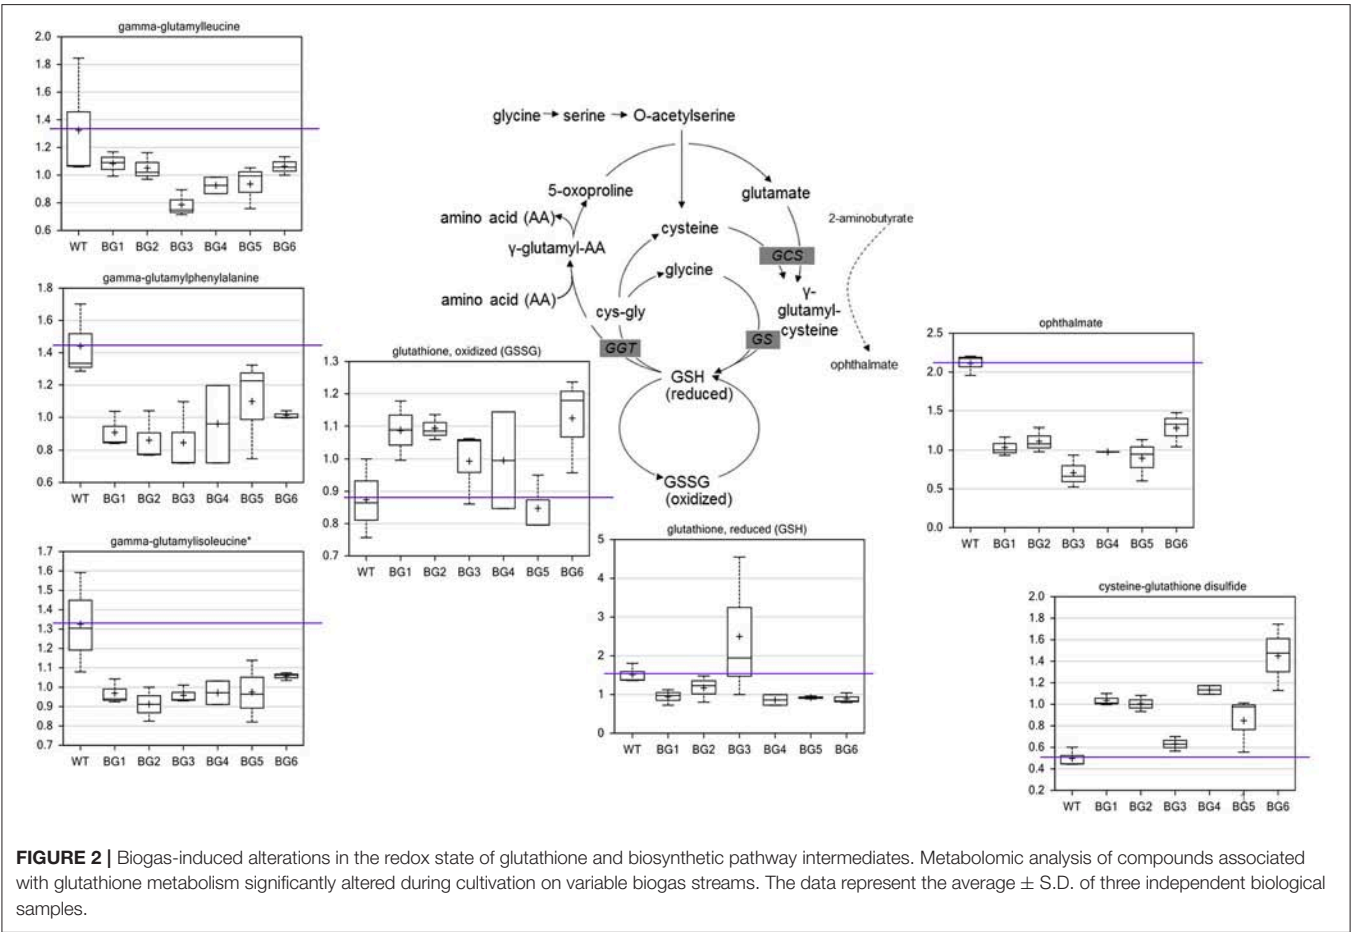 gamma-glutamylleucine
2.0
1.8
1.6
1.4
1.2
1.0
0.8
0.6
WT BG1 BG2 BG3 BG4 BG5 BG6
gamma-glutamylphenylalanine
1.8
1.6
1.4
1.2
1.0
0.8
0.6
WT BG1 BG2 BG3 BG4 BG5 BG6
gamma-glutamylisoleucine*
1.7
1.6
1.5
1.4
1.3
1.2
1.1
1.0
0.9
0.8
0.7
WT BG1 BG2 BG3 BG4 BG5 BG6
glycine serine O-acetylserine
5-oxoproline
glutamate
amino acid (AA)
cysteine
2-aminobutyrate
γ-glutamyl-AA
GCS
glycine
amino acid (AA)
cys-gly
γ-
glutamyl-
cysteine
GGT
GS
ophthalmate
GSH
(reduced)
GSSG
(oxidized)
glutathione, oxidized (GSSG)
1.3
1.2
1.1
1.0
0.9
0.8
0.7
WT BG1 BG2 BG3 BG4 BG5 BG6
glutathione, reduced (GSH)
5
4
3
2
1
0
WT BG1 BG2 BG3 BG4 BG5 BG6
ophthalmate
2.5
2.0
1.5
1.0
0.5
0.0
WT BG1 BG2 BG3 BG4 BG5 BG6
cysteine-glutathione disulfide
2.0
1.8
1.6
1.4
1.2
1.0
0.8
0.6
0.4
0.2
WT BG1 BG2 BG3 BG4 BG5 BG6
FIGURE 2 | Biogas-induced alterations in the redox state of glutathione and biosynthetic pathway intermediates. Metabolomic analysis of compounds associated
with glutathione metabolism significantly altered during cultivation on variable biogas streams. The data represent the average ± S.D. of three independent biological
samples.